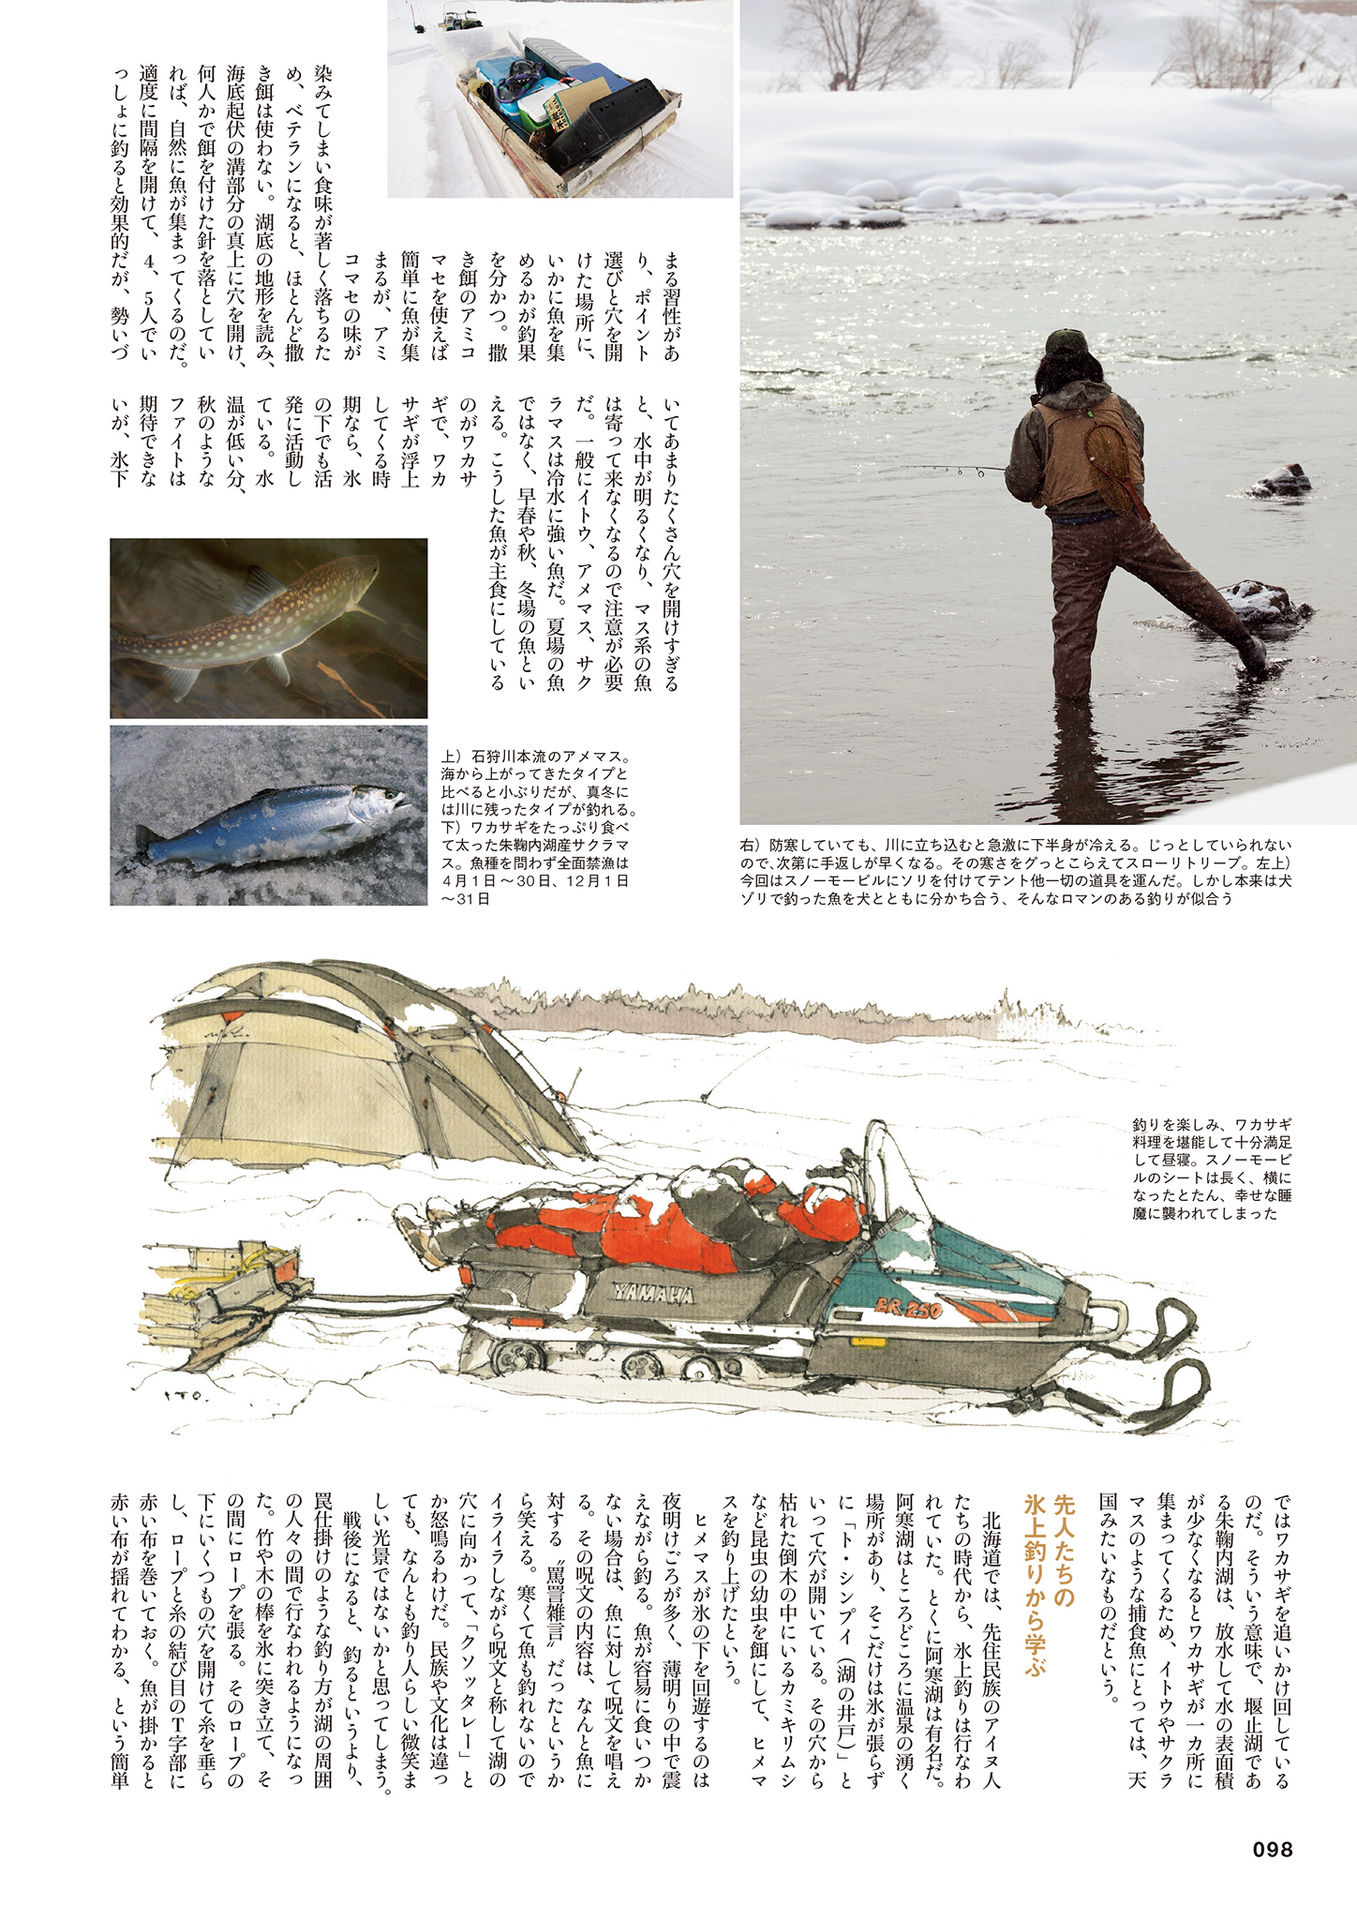 まる習性があ
り、ポイント
選びと穴を開
けた場所に、
いかに魚を集
めるかが釣果
を分かつ。撒
き餌のアミコ
マセを使えば
簡単に魚が集
まるが、アミ
コマセの味が
染みてしまい食味が著しく落ちるた
め、ベテランになると、ほとんど撒
き餌は使わない。湖底の地形を読み、
海底起伏の溝部分の真上に穴を開け、
何人かで餌を付けた針を落としてい
れば、自然に魚が集まってくるのだ。
適度に間隔を開けて、4、5人でい
っしょに釣ると効果的だが、勢いづ
いてあまりたくさん穴を開けすぎる
と、水中が明るくなり、マス系の魚
は寄って来なくなるので注意が必要
だ。一般にイトウ、アメマス、サク
ラマスは冷水に強い魚だ。夏場の魚
ではなく、早春や秋、冬場の魚とい
える。こうした魚が主食にしている
のがワカサ
ギで、ワカ
サギが浮上
してくる時
期なら、氷
の下でも活
発に活動し
ている。水
温が低い分、
秋のような
ファイトは
期待できな
いが、氷下
上）石狩川本流のアメマス。
海から上がってきたタイプと
比べると小ぶりだが、真冬に
は川に残ったタイプが釣れる。
下）ワカサギをたっぷり食べ
て太った朱鞠内湖産サクラマ
ス。魚種を問わず全面禁漁は
4月1日〜30日、12月1日
〜31日
右）防寒していても、川に立ち込むと急激に下半身が冷える。じっとしていられない
ので、次第に手返しが早くなる。その寒さをグっとこらえてスローリトリーブ。左上）
今回はスノーモービルにソリを付けてテント他一切の道具を運んだ。しかし本来は犬
ゾリで釣った魚を犬とともに分かち合う、そんなロマンのある釣りが似合う
釣りを楽しみ、ワカサギ
料理を堪能して十分満足
して昼寝。スノーモービ
ルのシートは長く、横に
なったとたん、幸せな睡
魔に襲われてしまった
YAMAHA
BR250
ITO.
ではワカサギを追いかけ回している
のだ。そういう意味で、堰止湖であ
る朱鞠内湖は、放水して水の表面積
が少なくなるとワカサギが一カ所に
集まってくるため、イトウやサクラ
マスのような捕食魚にとっては、天
国みたいなものだという。
先人たちの
氷上釣りから学ぶ
北海道では、先住民族のアイヌ人
たちの時代から、氷上釣りは行なわ
れていた。とくに阿寒湖は有名だ。
阿寒湖はところどころに温泉の湧く
場所があり、そこだけは氷が張らず
に「ト・シンプイ（湖の井戸）」と
いって穴が開いている。その穴から
枯れた倒木の中にいるカミキリムシ
など昆虫の幼虫を餌にして、ヒメマ
スを釣り上げたという。
ヒメマスが氷の下を回遊するのは
夜明けごろが多く、薄明りの中で震
えながら釣る。魚が容易に食いつか
ない場合は、魚に対して呪文を唱え
る。その呪文の内容は、なんと魚に
対する〝罵詈雑言〟だったというか
ら笑える。寒くて魚も釣れないので
イライラしながら呪文と称して湖の
穴に向かって、「クソッタレー」と
か怒鳴るわけだ。民族や文化は違っ
ても、なんとも釣り人らしい微笑ま
しい光景ではないかと思ってしまう。
戦後になると、釣るというより、
罠仕掛けのような釣り方が湖の周囲
の人々の間で行なわれるようになっ
た。竹や木の棒を氷に突き立て、そ
の間にロープを張る。そのロープの
下にいくつもの穴を開けて糸を垂ら
し、ロープと糸の結び目のT字部に
赤い布を巻いておく。魚が掛かると
赤い布が揺れてわかる、という簡単
098